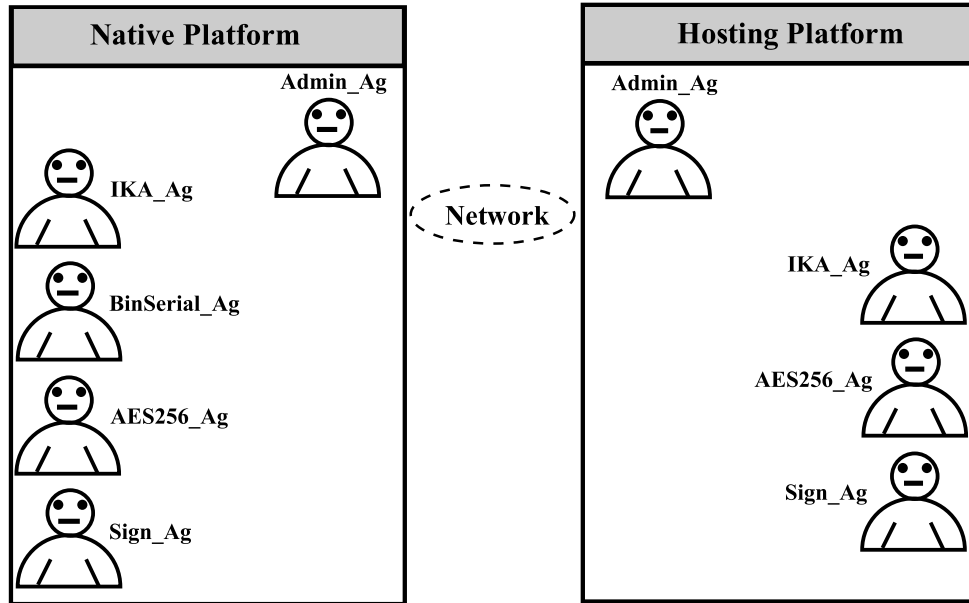 Native Platform
Admin_Ag
IKA_Ag
BinSerial_Ag
AES256_Ag
Sign_Ag
Network
Hosting Platform
Admin_Ag
IKA_Ag
AES256_Ag
Sign_Ag